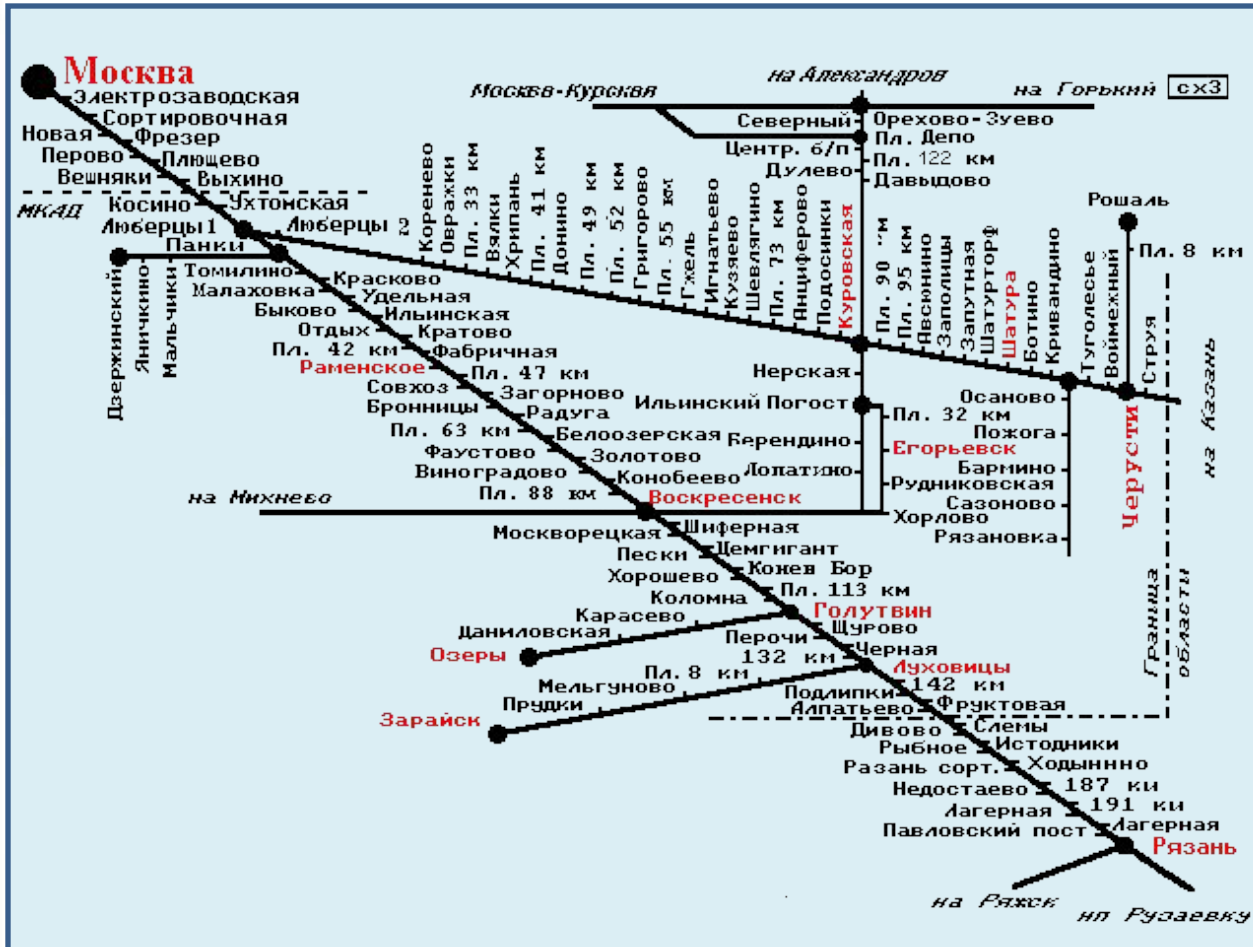 Москва
Электрозаводская
Сортировочная
Новая
Фрезер
Перово
Плющево
Вешняки
Выхино
МКАД
Косино
Ухтомская
Люберцы 1
Люберцы 2
Панки
Дзержинский
Яничкино
Мальчики
Томилино
Красково
Малаховка
Удельная
Быково
Ильинская
Отдых
Кратово
Пл. 42 км
Фабричная
Раменское
Пл. 47 км
Совхоз
Загорново
Бронницы
Радуга
Пл. 63 км
Белоозерская
Фаустово
Золотово
Виноградово
Конобеево
Пл. 88 км
Воскресенск
на Михнево
Москворецкая
Шиферная
Пески
Цемгигант
Хорошево
Конев Бор
Коломна
Пл. 113 км
Голутвин
Карасево
Даниловская
Озеры
Перочи
Щурово
132 км
Черная
Луховицы
Пл. 8 км
Мельгуново
Прудки
Зарайск
Подлипки
142 км
Алпатьево
Фруктовая
Дивово
Слемы
Рыбное
Истодники
Разань сорт.
Ходыннно
Недостаево
187 ки
Лагерная
191 ки
Павловский пост
Лагерная
Рязань
на Ряжск
нп Рузаевку
Кореново
Овражки
Пл. 33 км
Вялки
Хрипань
Пл. 41 км
Донино
Пл. 49 км
Пл. 52 км
Григорово
Пл. 55 км
Гжель
Игнатьево
Кузяево
Шевлягино
Пл. 73 км
Анциферово
Подосинки
Куровская
Пл. 90 "м
Пл. 95 км
Авсюнино
Заполицы
Запутная
Шатурторф
Шатура
Ботино
Кривандино
Туголесье
Воймежный
Струя
Черусти
на Казань
Рошаль
Пл. 8 км
на Александров
Москва-Курская
на Горький
сх3
Северный
Орехово-Зуево
Пл. Депо
Центр. б/п
Пл. 122 км
Дулево
Давыдово
Нерская
Ильинский Погост
Пл. 32 км
Берендино
Егорьевск
Лопатино
Рудниковская
Хорлово
Осаново
Пожога
Бармино
Сазоново
Рязановка
Граница
области